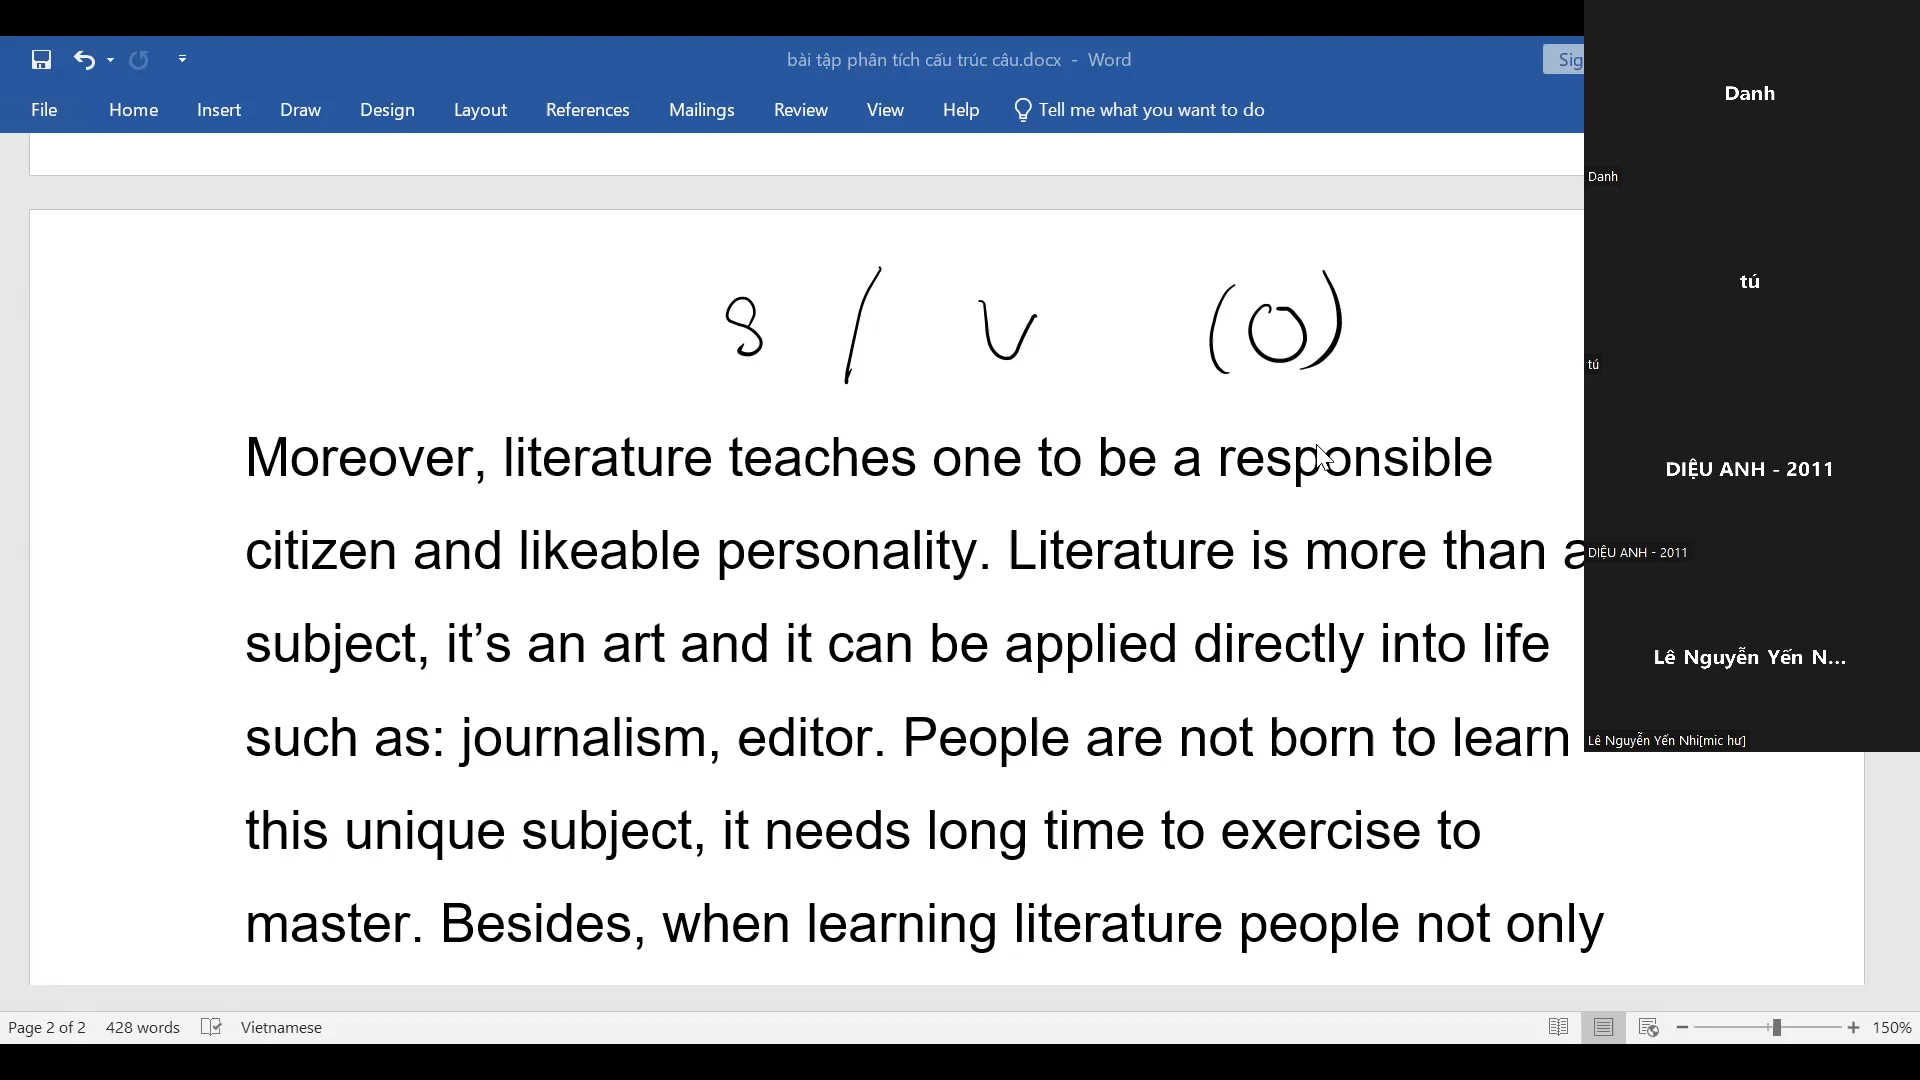 bài tập phân tích cấu trúc câu.docx - Word
File Home Insert Draw Design Layout References Mailings Review View Help Tell me what you want to do
S / V (O)
Moreover, literature teaches one to be a responsible
citizen and likeable personality. Literature is more than a
subject, it’s an art and it can be applied directly into life
such as: journalism, editor. People are not born to learn
this unique subject, it needs long time to exercise to
master. Besides, when learning literature people not only
Page 2 of 2 428 words Vietnamese 150%
Danh
Danh
tú
tú
DIỆU ANH - 2011
DIỆU ANH - 2011
Lê Nguyễn Yến N...
Lê Nguyễn Yến Nhi[mic hư]